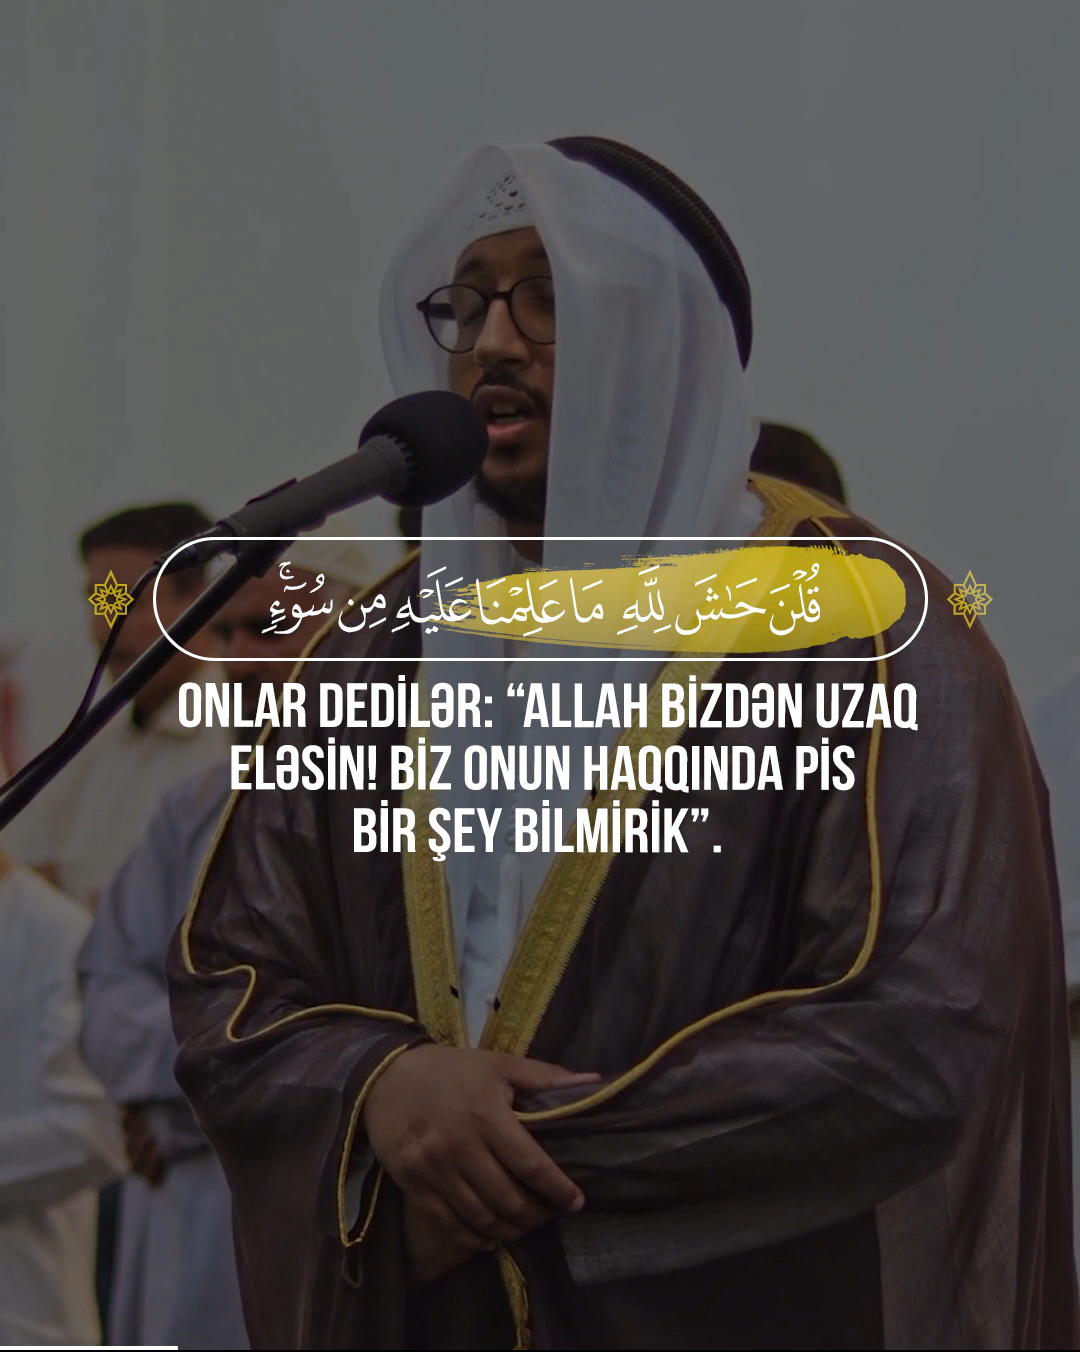 قُلْنَ حَـٰشَ لِلَّهِ مَا عَلِمْنَا عَلَيْهِ مِن سُوٓءٍۢ ۚ
ONLAR DEDİLƏR: “ALLAH BİZDƏN UZAQ
ELƏSİN! BİZ ONUN HAQQINDA PİS
BİR ŞEY BİLMİRİK”.